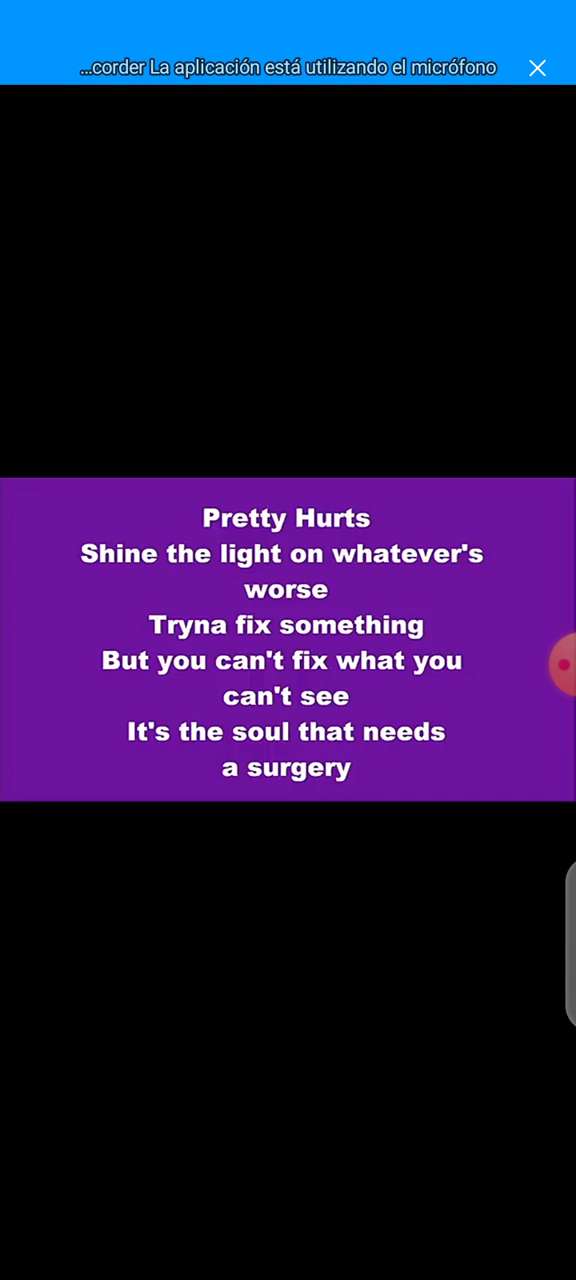 ...corder La aplicación está utilizando el micrófono
Pretty Hurts
Shine the light on whatever's
worse
Tryna fix something
But you can't fix what you
can't see
It's the soul that needs
a surgery